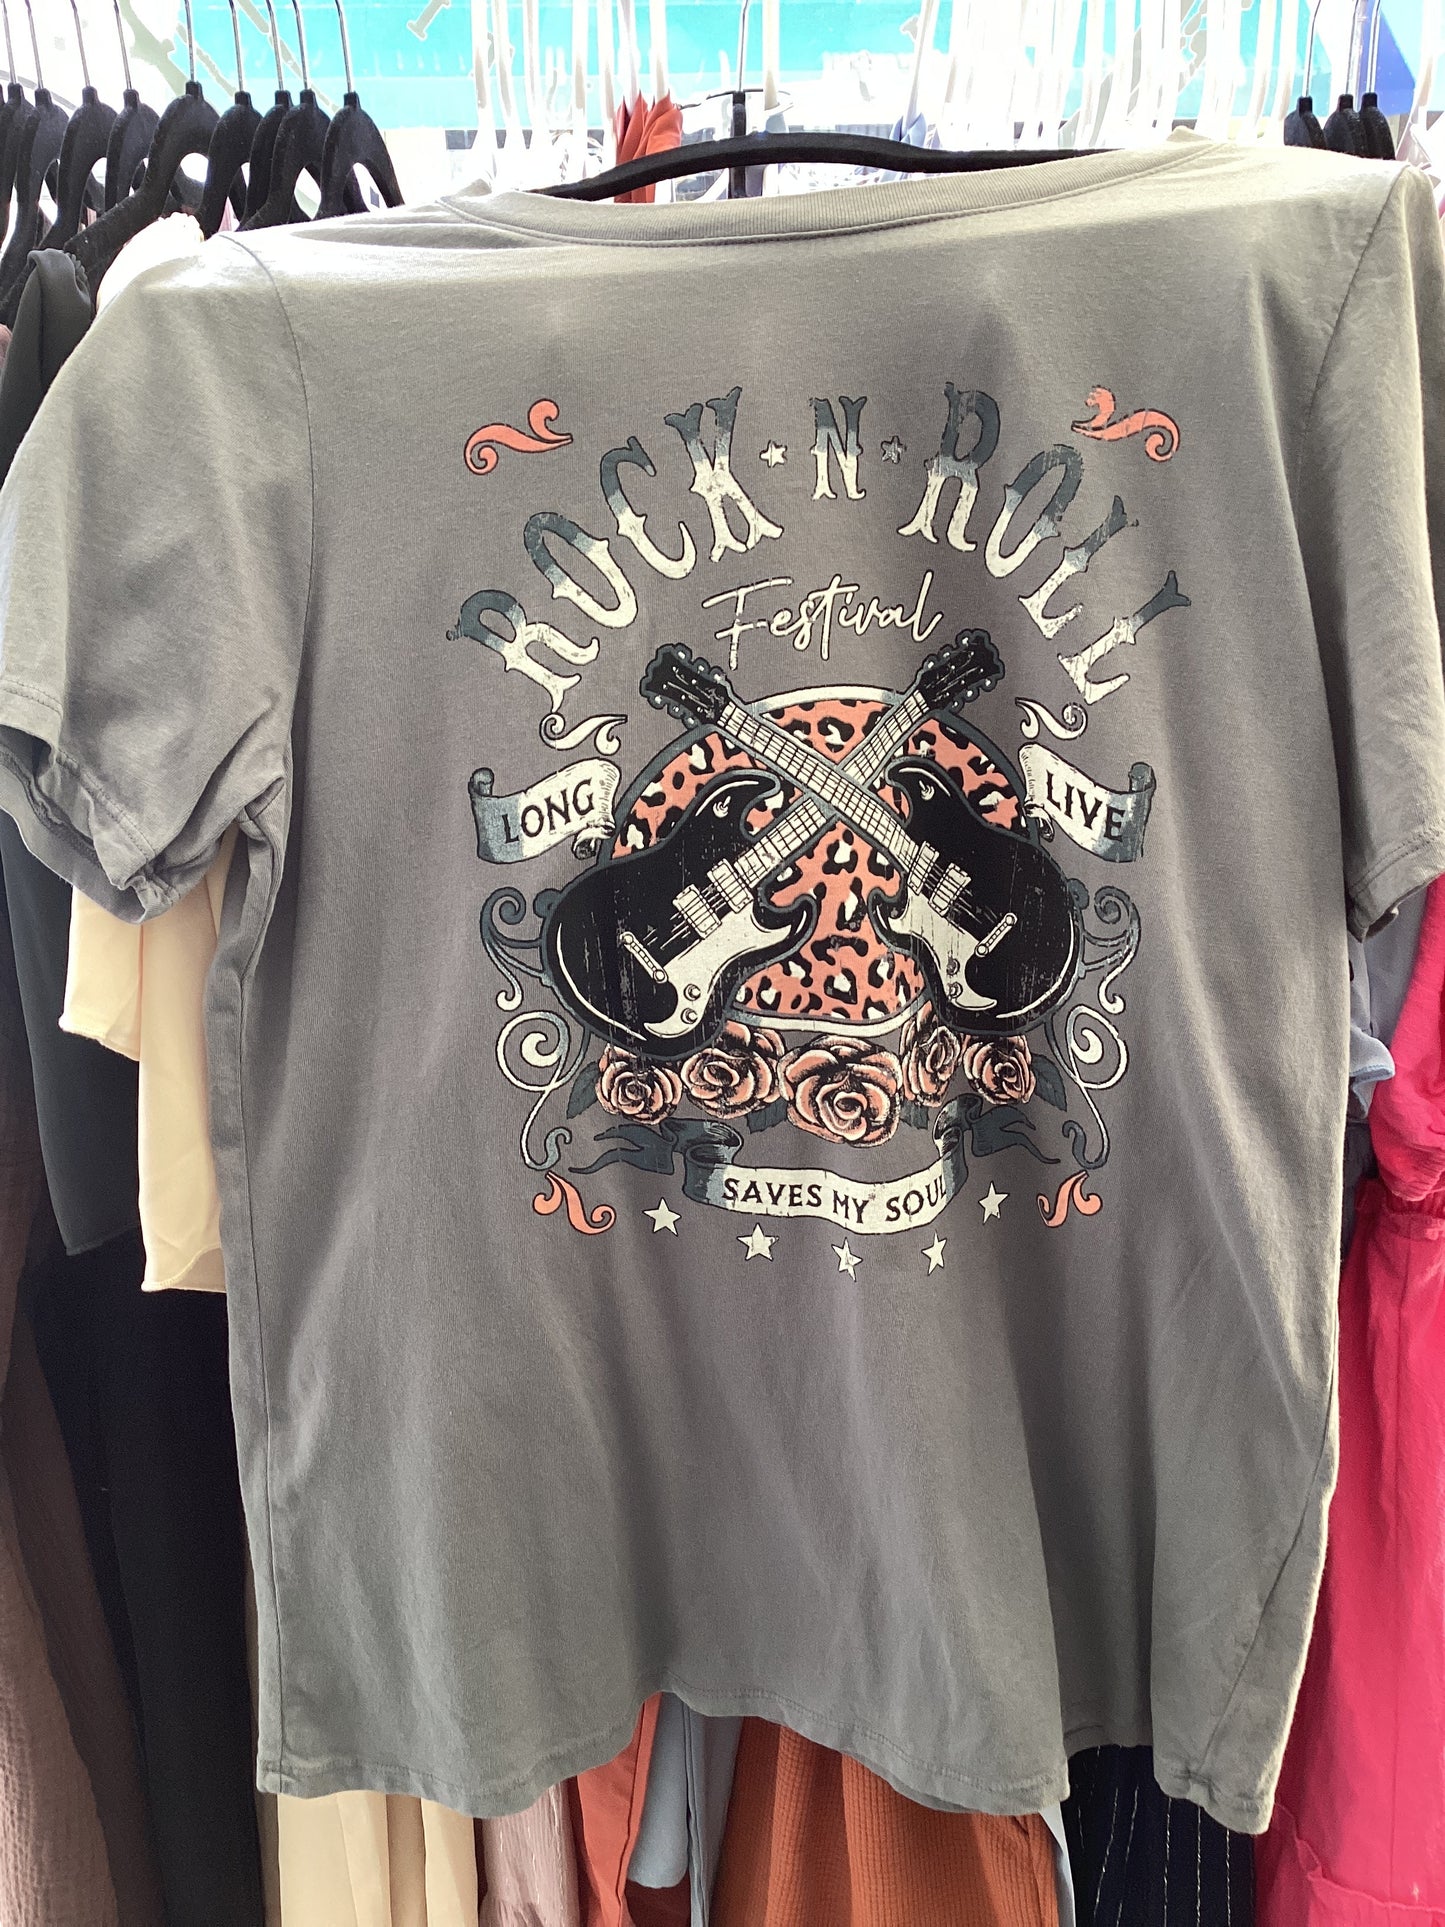 ROCK·N·ROLL
Festival
LONG LIVE
SAVES MY SOUL